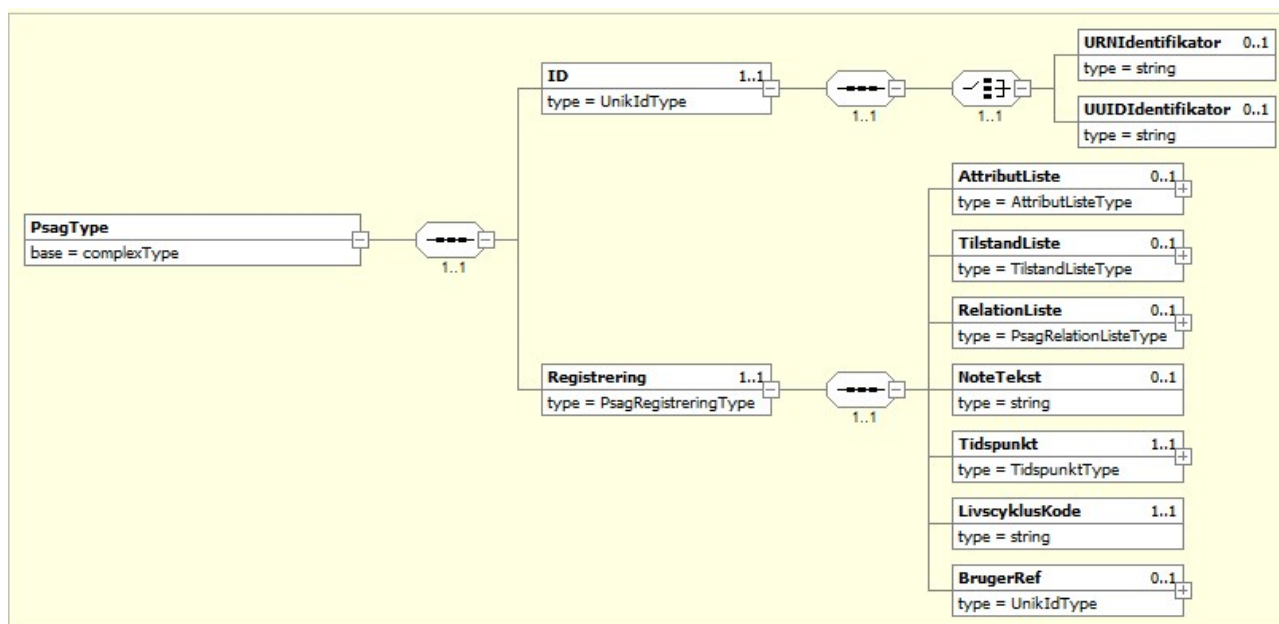 PsagType
base = complexType
1..1
ID 1..1
type = UnikIdType
1..1
1..1
URNIdentifikator 0..1
type = string
UUIDIdentifikator 0..1
type = string
Registrering 1..1
type = PsagRegistreringType
1..1
AttributListe 0..1
type = AttributListeType
TilstandListe 0..1
type = TilstandListeType
RelationListe 0..1
type = PsagRelationListeType
NoteTekst 0..1
type = string
Tidspunkt 1..1
type = TidspunktType
LivscyklusKode 1..1
type = string
BrugerRef 0..1
type = UnikIdType